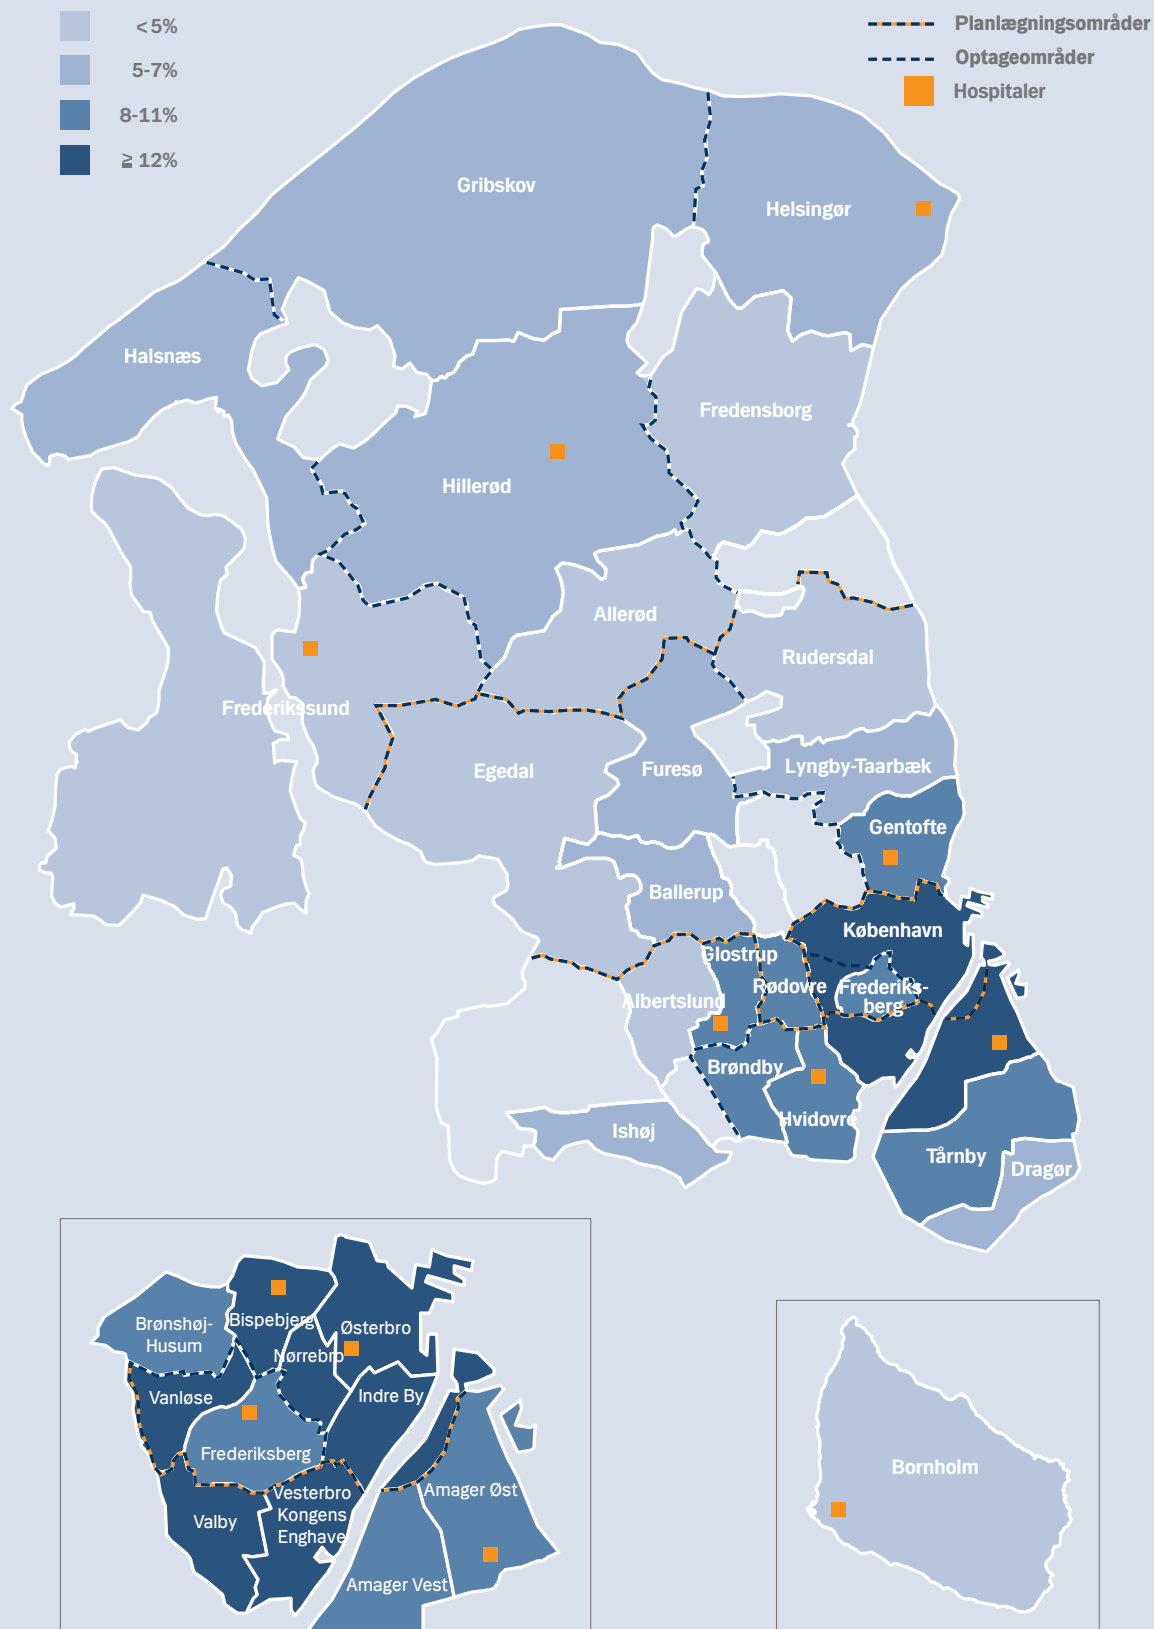 < 5%
5-7%
8-11%
≧ 12%
Planlægningsområder
Optageområder
Hospitaler
Gribskov
Helsingør
Halsnæs
Fredensborg
Hillerød
Allerød
Rudersdal
Frederikssund
Egedal
Furesø
Lyngby-Taarbæk
Gentofte
Ballerup
København
Glostrup
Rødovre
Frederiks-
berg
Albertslund
Brøndby
Hvidovre
Ishøj
Tårnby
Dragør
Brønshøj-
Husum
Bispebjerg
Østerbro
Nørrebro
Vanløse
Indre By
Frederiksberg
Amager Øst
Vesterbro
Kongens
Enghave
Valby
Amager Vest
Bornholm